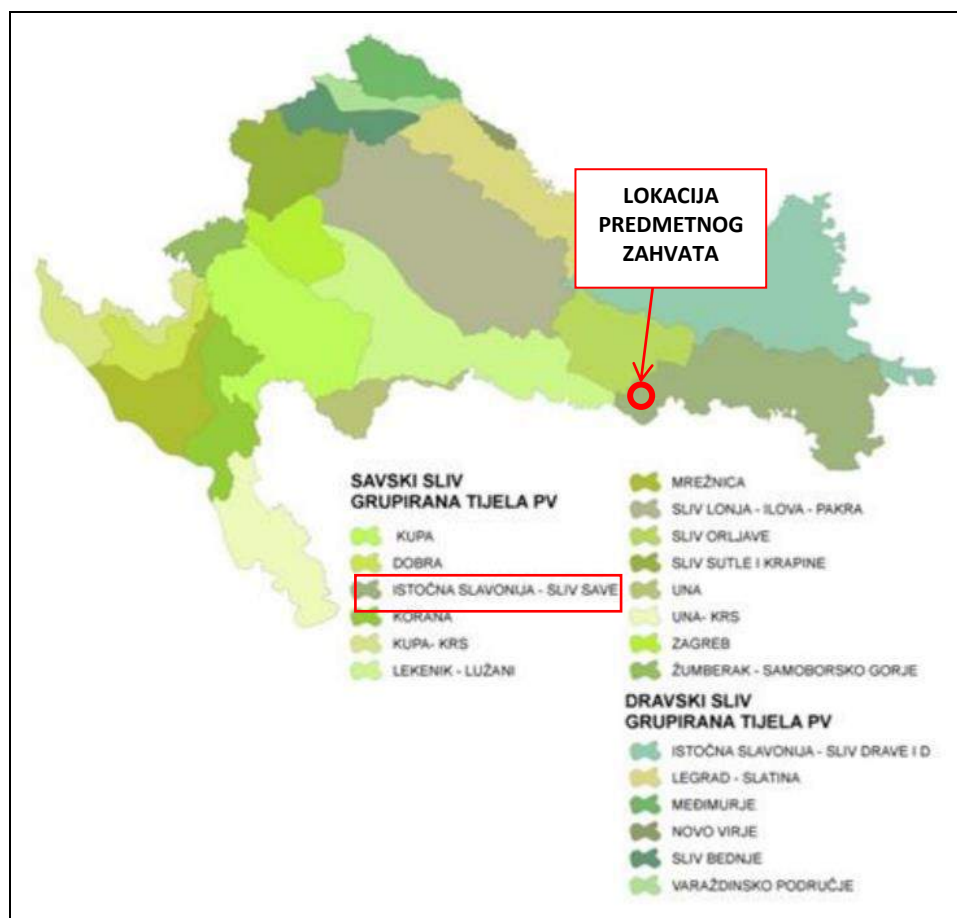 LOKACIJA
PREDMETNOG
ZAHVATA
SAVSKI SLIV
GRUPIRANA TIJELA PV
KUPA
DOBRA
ISTOČNA SLAVONIJA - SLIV SAVE
KORANA
KUPA- KRS
LEKENIK - LUŽANI
MREŽNICA
SLIV LONJA - ILOVA - PAKRA
SLIV ORLJAVE
SLIV SUTLE I KRAPINE
UNA
UNA- KRS
ZAGREB
ŽUMBERAK - SAMOBORSKO GORJE
DRAVSKI SLIV
GRUPIRANA TIJELA PV
ISTOČNA SLAVONIJA - SLIV DRAVE I D
LEGRAD - SLATINA
MEĐIMURJE
NOVO VIRJE
SLIV BEDNJE
VARAŽDINSKO PODRUČJE